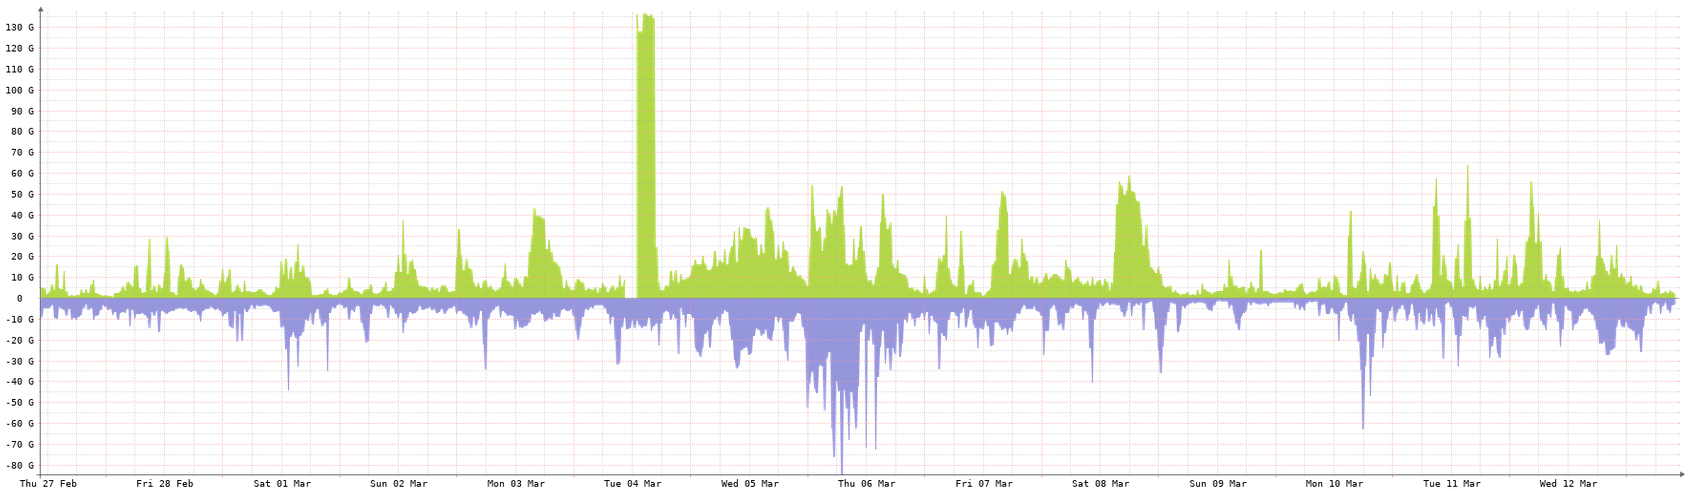 130 G
120 G
110 G
100 G
90 G
80 G
70 G
60 G
50 G
40 G
30 G
20 G
10 G
0
-10 G
-20 G
-30 G
-40 G
-50 G
-60 G
-70 G
-80 G
Thu 27 Feb Fri 28 Feb Sat 01 Mar Sun 02 Mar Mon 03 Mar Tue 04 Mar Wed 05 Mar Thu 06 Mar Fri 07 Mar Sat 08 Mar Sun 09 Mar Mon 10 Mar Tue 11 Mar Wed 12 Mar